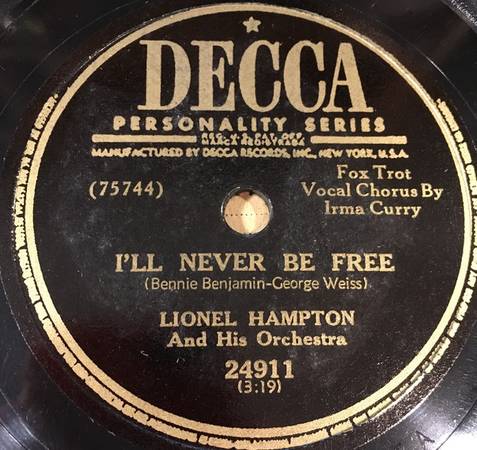 DECCA
PERSONALITY SERIES
REG. U.S. PAT. OFF.
MARCA REGISTRADA
MANUFACTURED BY DECCA RECORDS, INC., NEW YORK, U.S.A.
Fox Trot
(75744)
Vocal Chorus By
Irma Curry
I'LL NEVER BE FREE
(Bennie Benjamin-George Weiss)
LIONEL HAMPTON
And His Orchestra
24911
(3:19)